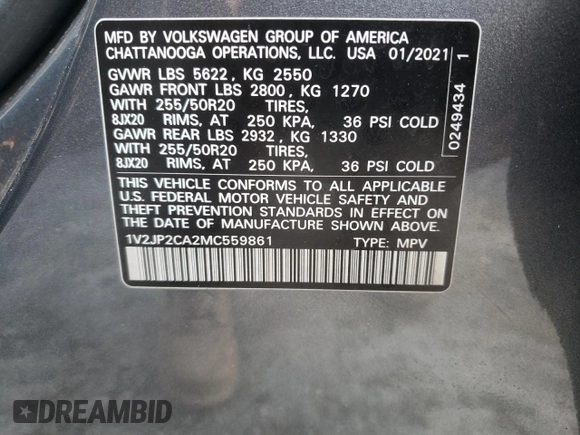 MFD BY VOLKSWAGEN GROUP OF AMERICA
CHATTANOOGA OPERATIONS, LLC. USA 01/2021
GVWR LBS 5622, KG 2550
GAWR FRONT LBS 2800, KG 1270
WITH 255/50R20 TIRES,
8JX20 RIMS, AT 250 KPA, 36 PSI COLD
GAWR REAR LBS 2932, KG 1330
WITH 255/50R20 TIRES,
8JX20 RIMS, AT 250 KPA, 36 PSI COLD
THIS VEHICLE CONFORMS TO ALL APPLICABLE
U.S. FEDERAL MOTOR VEHICLE SAFETY AND
THEFT PREVENTION STANDARDS IN EFFECT ON
THE DATE OF MANUFACTURE SHOWN ABOVE.
1V2JP2CA2MC559861 TYPE: MPV
0249434 1
DREAMBID